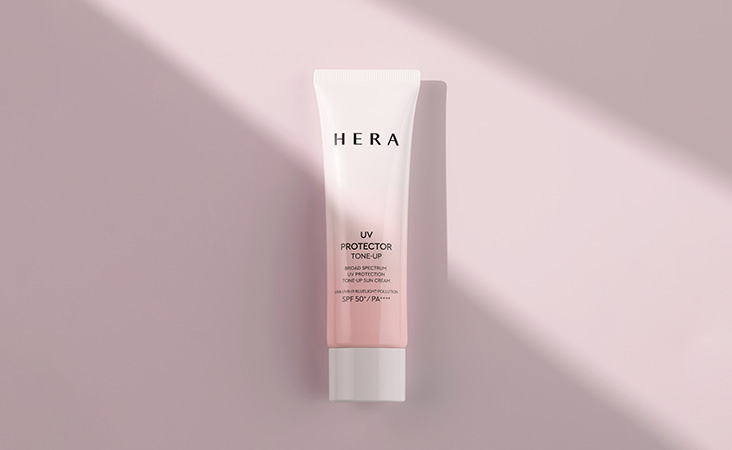 HERA
UV
PROTECTOR
TONE-UP
BROAD SPECTRUM
UV PROTECTION
TONE-UP SUN CREAM
SPF 50+/ PA++++